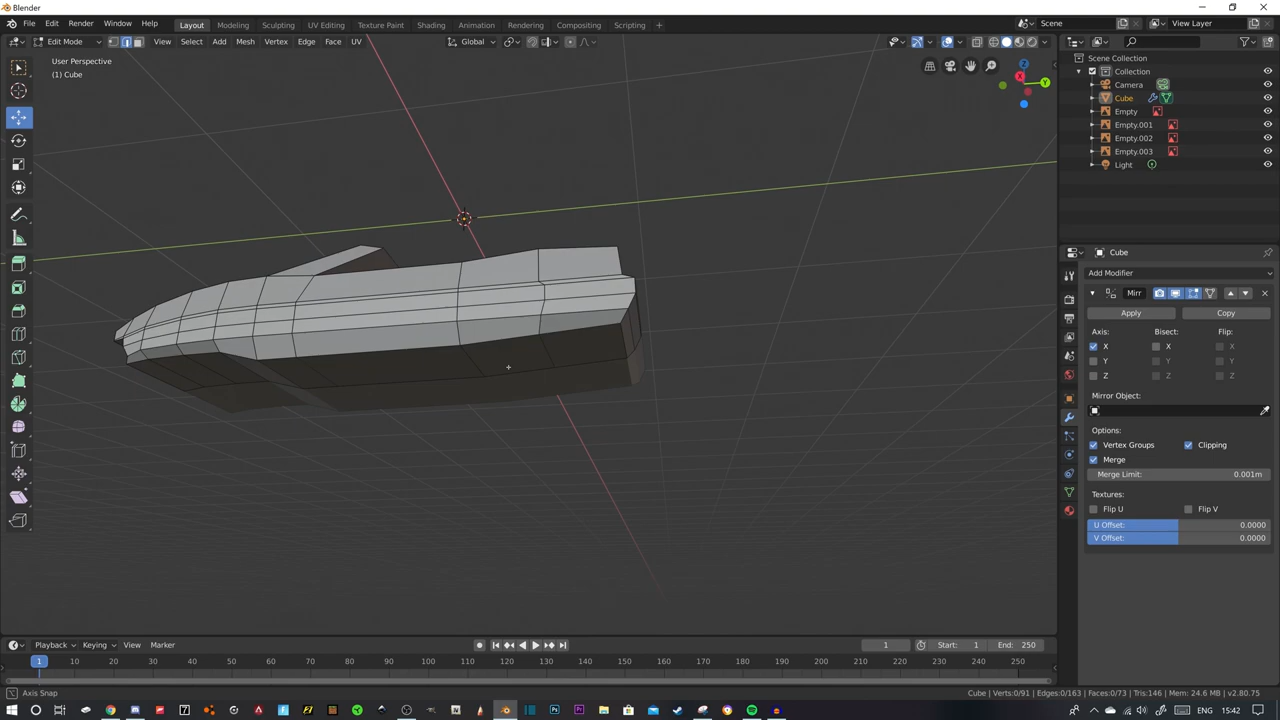 Blender
File Edit Render Window Help Layout Modeling Sculpting UV Editing Texture Paint Shading Animation Rendering Compositing Scripting + Scene View Layer
Edit Mode View Select Add Mesh Vertex Edge Face UV Global
User Perspective
(1) Cube
X
Y
Z
Scene Collection
Collection
Camera
Cube
Empty
Empty.001
Empty.002
Empty.003
Light
Cube
Add Modifier
Mirr
Apply Copy
Axis: Bisect: Flip:
X X X
Y Y Y
Z Z Z
Mirror Object:
Options:
Vertex Groups Clipping
Merge
Merge Limit: 0.001m
Textures:
Flip U Flip V
U Offset: 0.0000
V Offset: 0.0000
Playback Keying View Marker 1 Start: 1 End: 250
1 10 20 30 40 50 60 70 80 90 100 110 120 130 140 150 160 170 180 190 200 210 220 230 240 250
Axis Snap Cube | Verts:0/91 | Edges:0/163 | Faces:0/73 | Tris:146 | Mem: 24.6 MB | v2.80.75
ENG 15:42